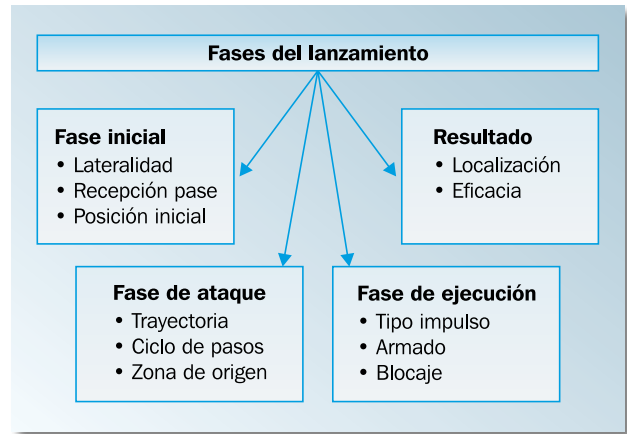 Fases del lanzamiento
Fase inicial
• Lateralidad
• Recepción pase
• Posición inicial
Resultado
• Localización
• Eficacia
Fase de ataque
• Trayectoria
• Ciclo de pasos
• Zona de origen
Fase de ejecución
• Tipo impulso
• Armado
• Blocaje